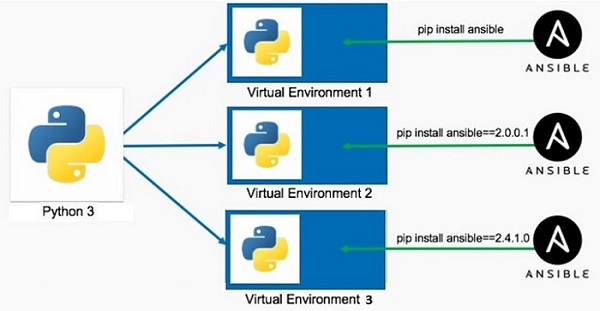 pip install ansible
ANSIBLE
Virtual Environment 1
pip install ansible==2.0.0.1
ANSIBLE
Virtual Environment 2
Python 3
pip install ansible==2.4.1.0
ANSIBLE
Virtual Environment 3